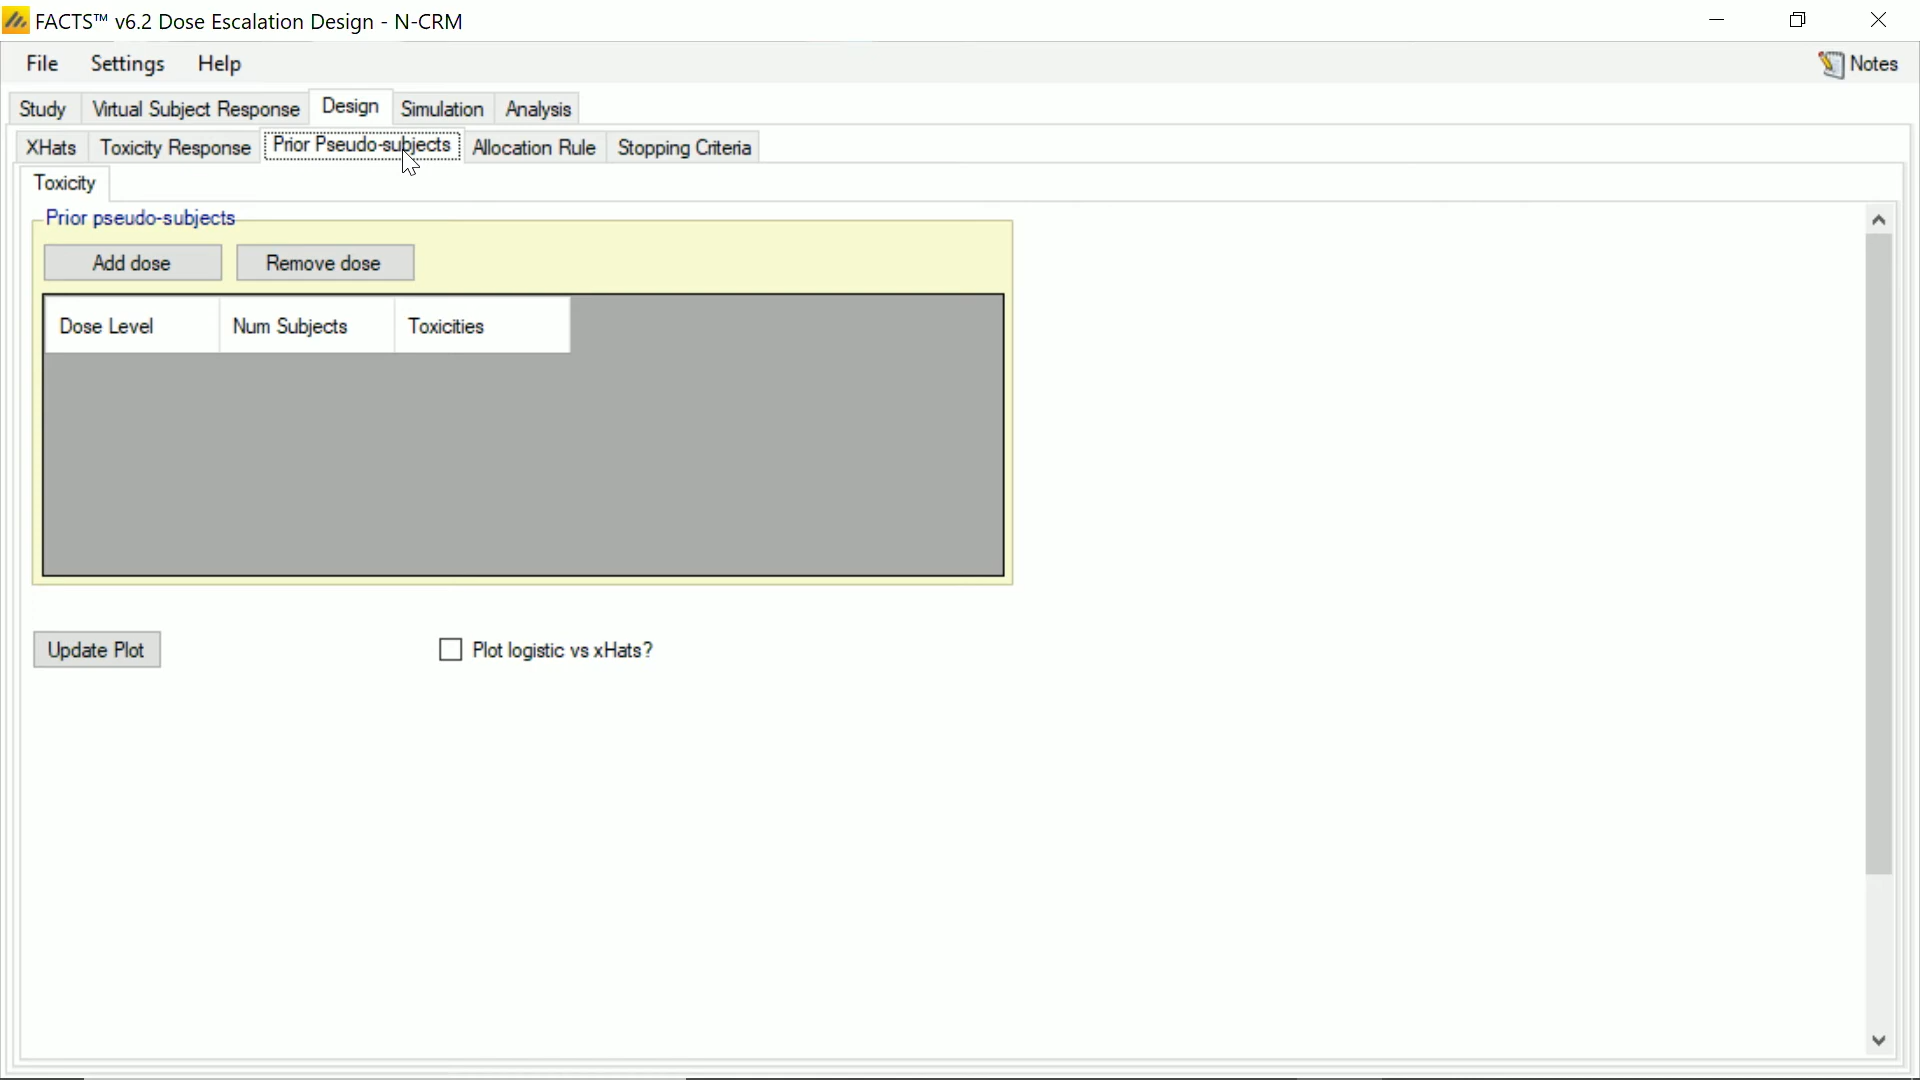 FACTS™ v6.2 Dose Escalation Design - N-CRM
File Settings Help Notes
Study Virtual Subject Response Design Simulation Analysis
XHats Toxicity Response Prior Pseudo-subjects Allocation Rule Stopping Criteria
Toxicity
Prior pseudo-subjects
Add dose Remove dose
Dose Level Num Subjects Toxicities
Update Plot Plot logistic vs xHats?